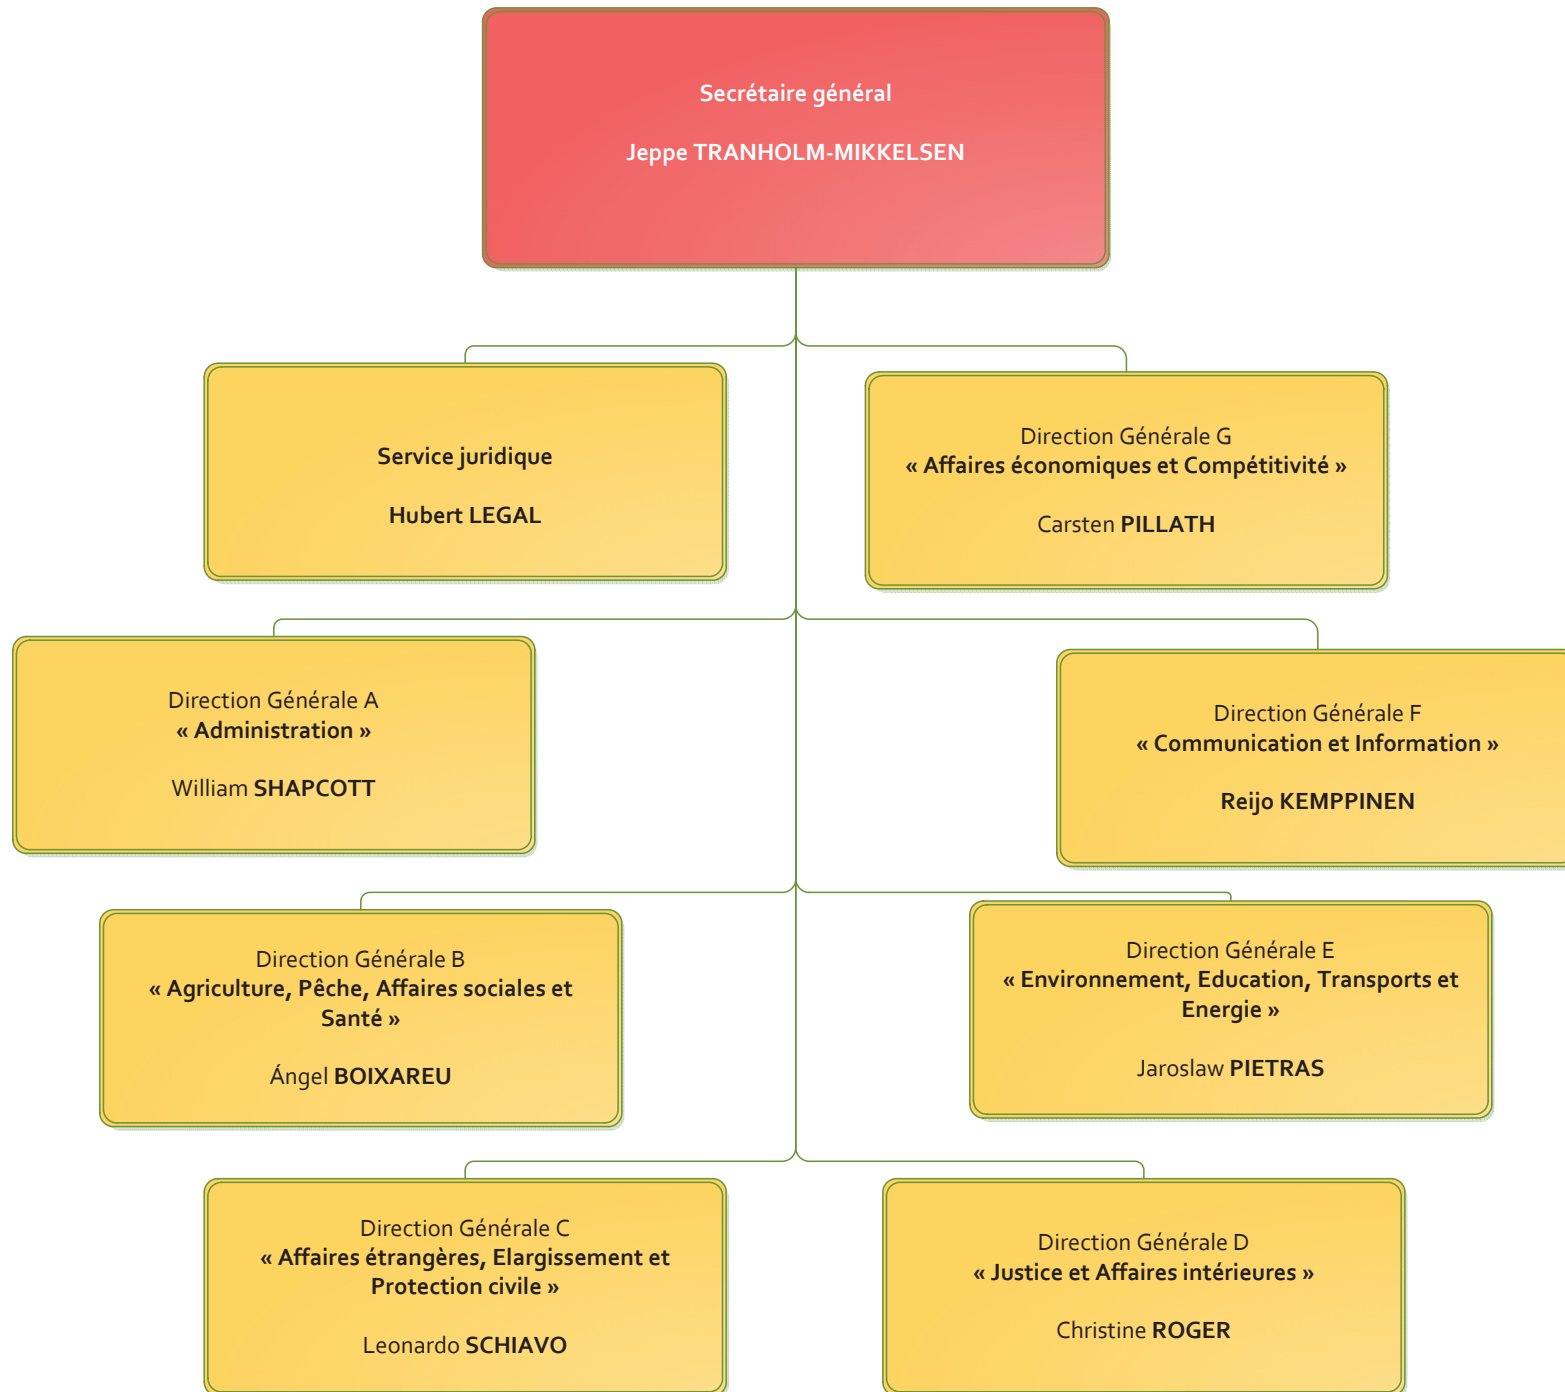 Secrétaire général
Jeppe TRANHOLM-MIKKELSEN
Service juridique
Hubert LEGAL
Direction Générale G
« Affaires économiques et Compétitivité »
Carsten PILLATH
Direction Générale A
« Administration »
William SHAPCOTT
Direction Générale F
« Communication et Information »
Reijo KEMPPINEN
Direction Générale B
« Agriculture, Pêche, Affaires sociales et
Santé »
Ángel BOIXAREU
Direction Générale E
« Environnement, Education, Transports et
Energie »
Jaroslaw PIETRAS
Direction Générale C
« Affaires étrangères, Elargissement et
Protection civile »
Leonardo SCHIAVO
Direction Générale D
« Justice et Affaires intérieures »
Christine ROGER